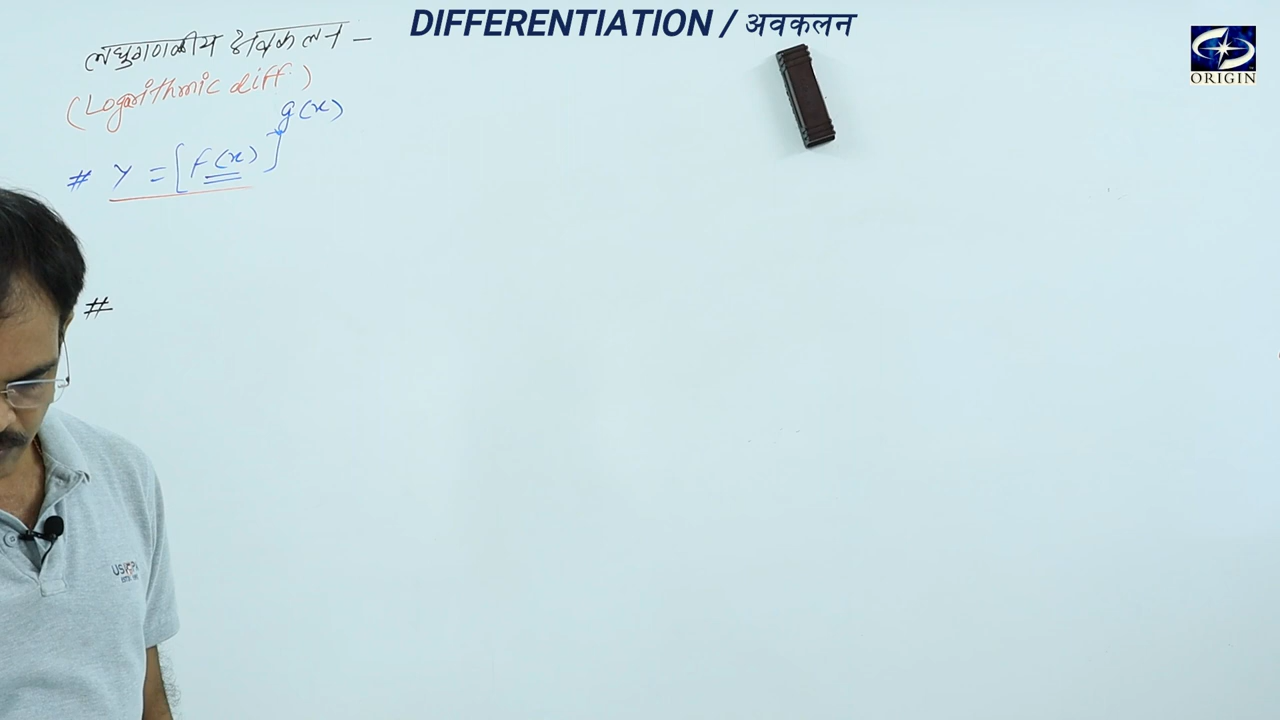 DIFFERENTIATION / अवकलन
ORIGIN
लघुगणकीय अवकलन –
(Logarithmic diff.)
# Y = [f(x)]^g(x)
#